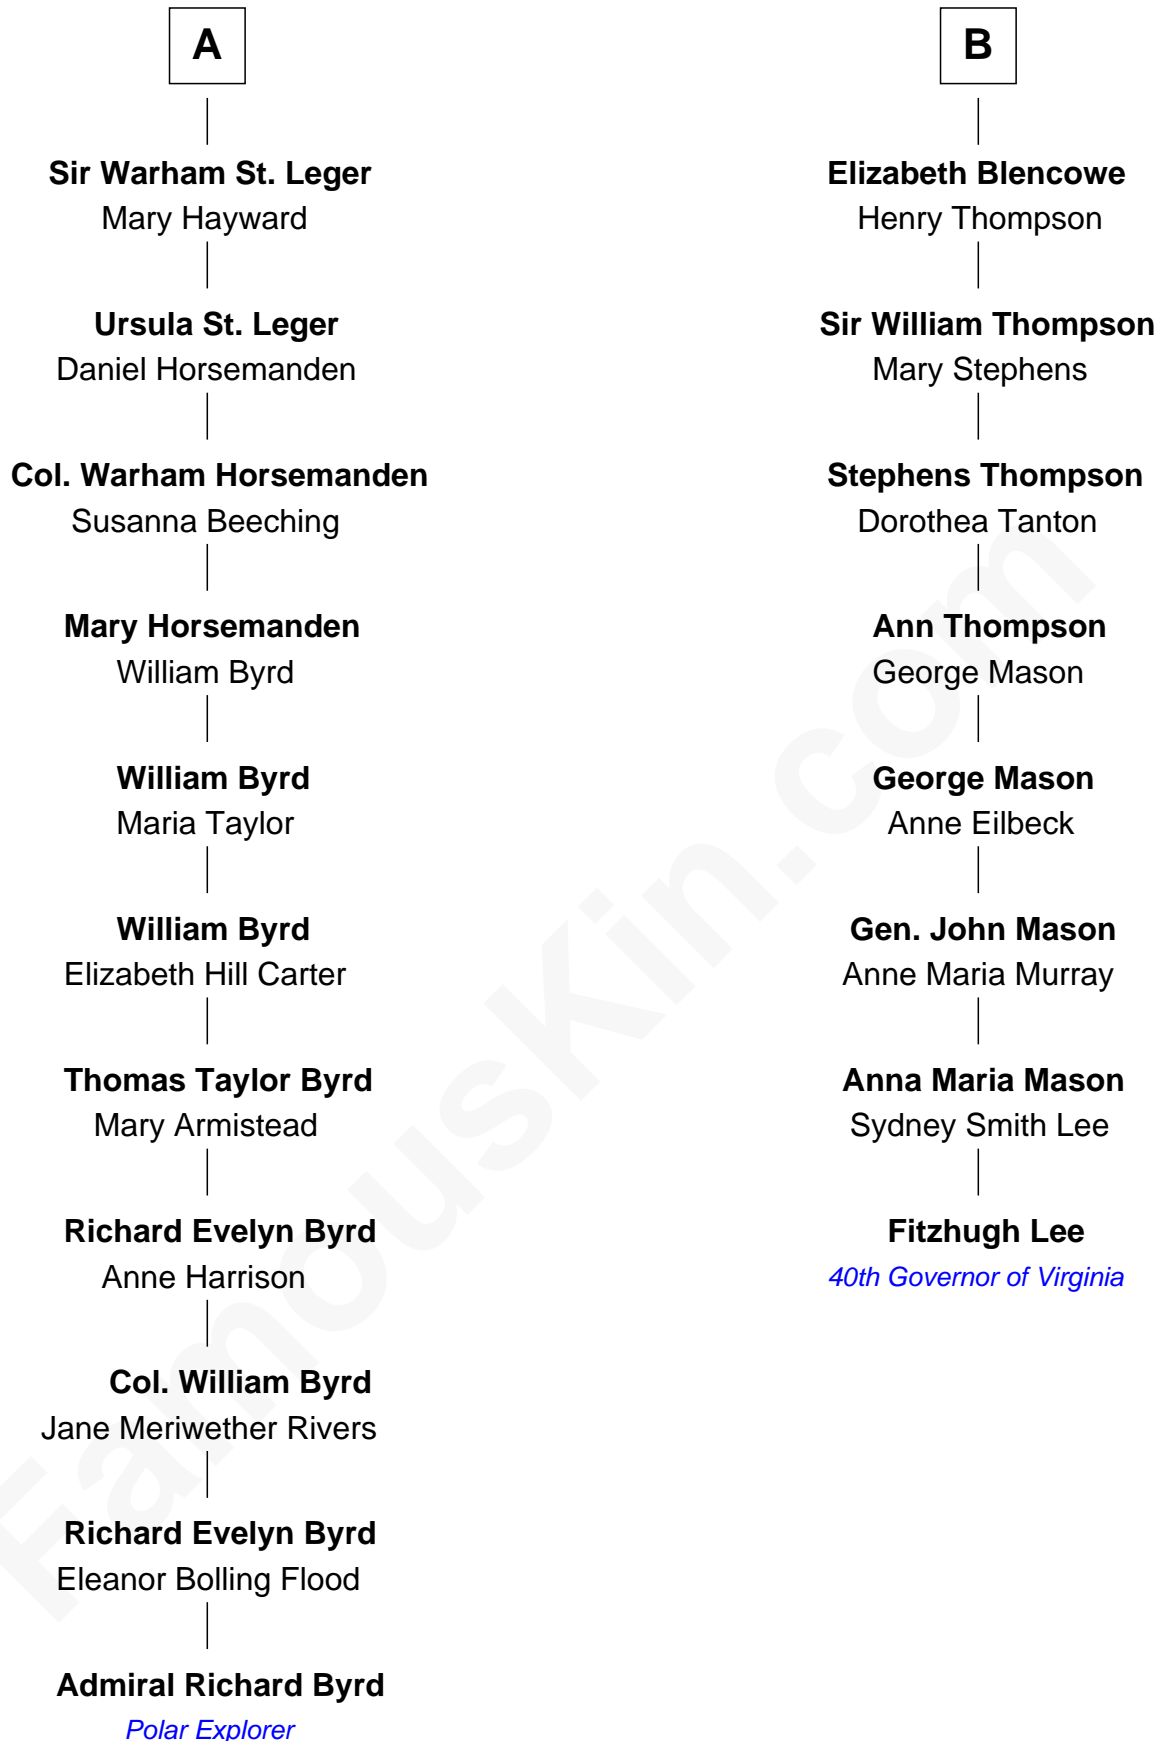 A
Sir Warham St. Leger
Mary Hayward
Ursula St. Leger
Daniel Horsemanden
Col. Warham Horsemanden
Susanna Beeching
Mary Horsemanden
William Byrd
William Byrd
Maria Taylor
William Byrd
Elizabeth Hill Carter
Thomas Taylor Byrd
Mary Armistead
Richard Evelyn Byrd
Anne Harrison
Col. William Byrd
Jane Meriwether Rivers
Richard Evelyn Byrd
Eleanor Bolling Flood
Admiral Richard Byrd
Polar Explorer
B
Elizabeth Blencowe
Henry Thompson
Sir William Thompson
Mary Stephens
Stephens Thompson
Dorothea Tanton
Ann Thompson
George Mason
George Mason
Anne Eilbeck
Gen. John Mason
Anne Maria Murray
Anna Maria Mason
Sydney Smith Lee
Fitzhugh Lee
40th Governor of Virginia
FamousKin.com